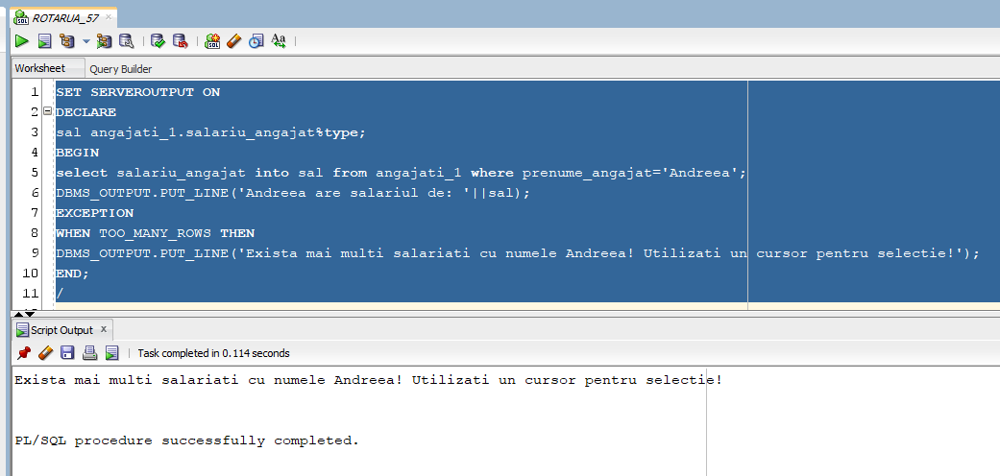 ROTARUA_57
Worksheet Query Builder
1 SET SERVEROUTPUT ON
2 DECLARE
3 sal angajati_1.salariu_angajat%type;
4 BEGIN
5 select salariu_angajat into sal from angajati_1 where prenume_angajat='Andreea';
6 DBMS_OUTPUT.PUT_LINE('Andreea are salariul de: '||sal);
7 EXCEPTION
8 WHEN TOO_MANY_ROWS THEN
9 DBMS_OUTPUT.PUT_LINE('Exista mai multi salariati cu numele Andreea! Utilizati un cursor pentru selectie!');
10 END;
11 /
Script Output x
Task completed in 0.114 seconds
Exista mai multi salariati cu numele Andreea! Utilizati un cursor pentru selectie!
PL/SQL procedure successfully completed.